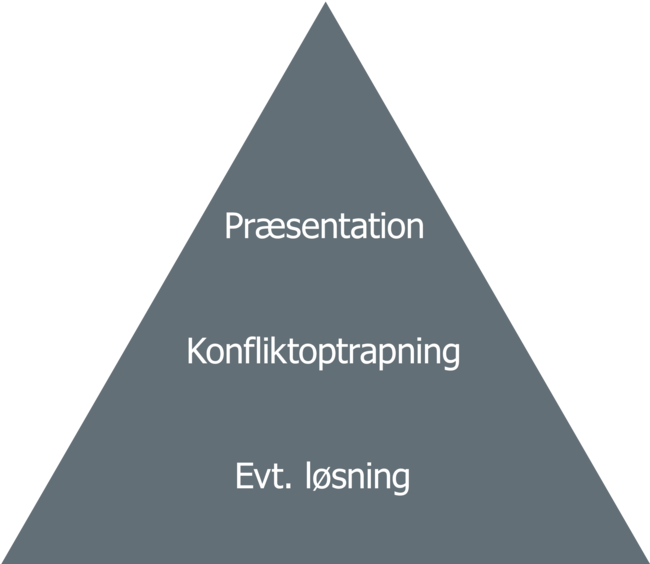 Præsentation
Konfliktoptrapning
Evt. løsning